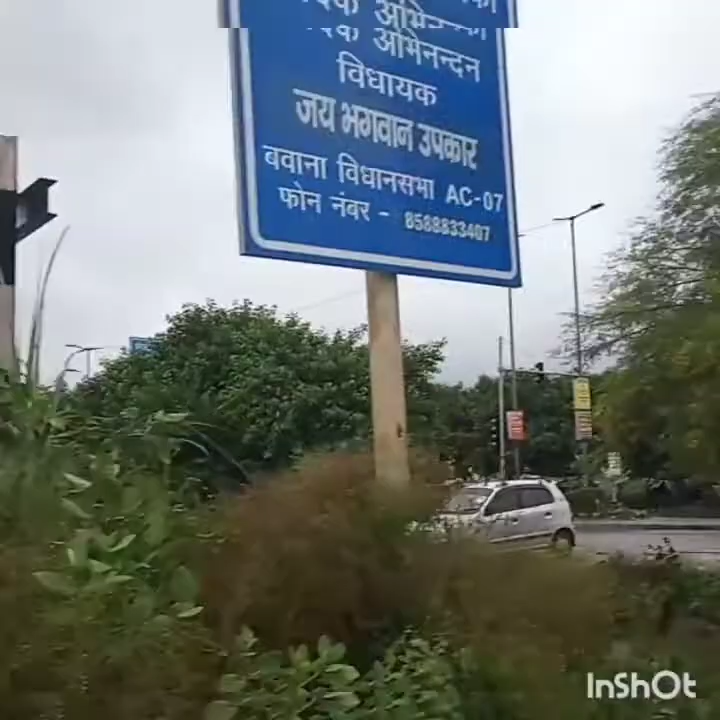 अभिनन्दन
विधायक
जय भगवान उपकार
बवाना विधानसभा AC-07
फोन नंबर - 8588833407
InShOt